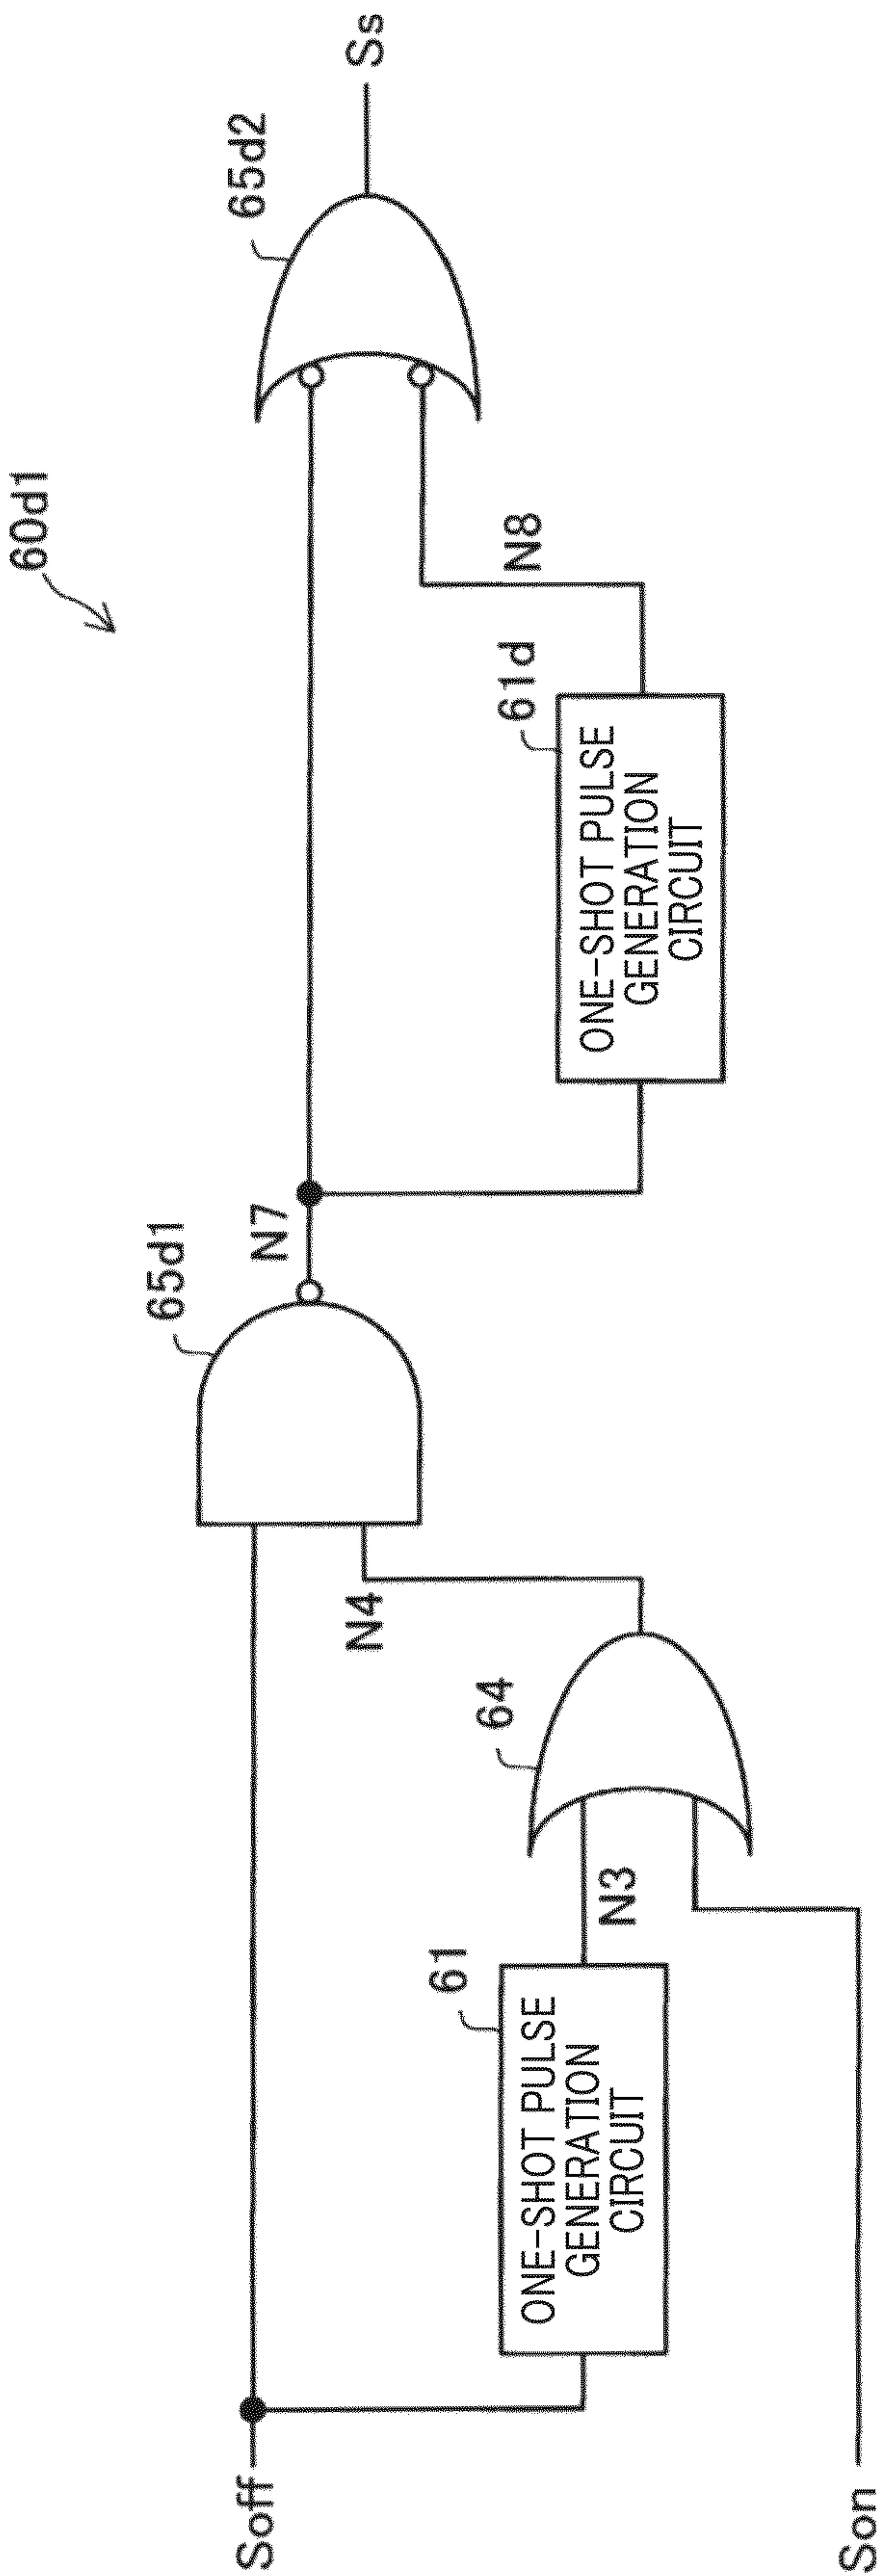 60d1
Soff
61
ONE-SHOT PULSE
GENERATION
CIRCUIT
N3
Son
64
N4
65d1
N7
61d
ONE-SHOT PULSE
GENERATION
CIRCUIT
N8
65d2
Ss